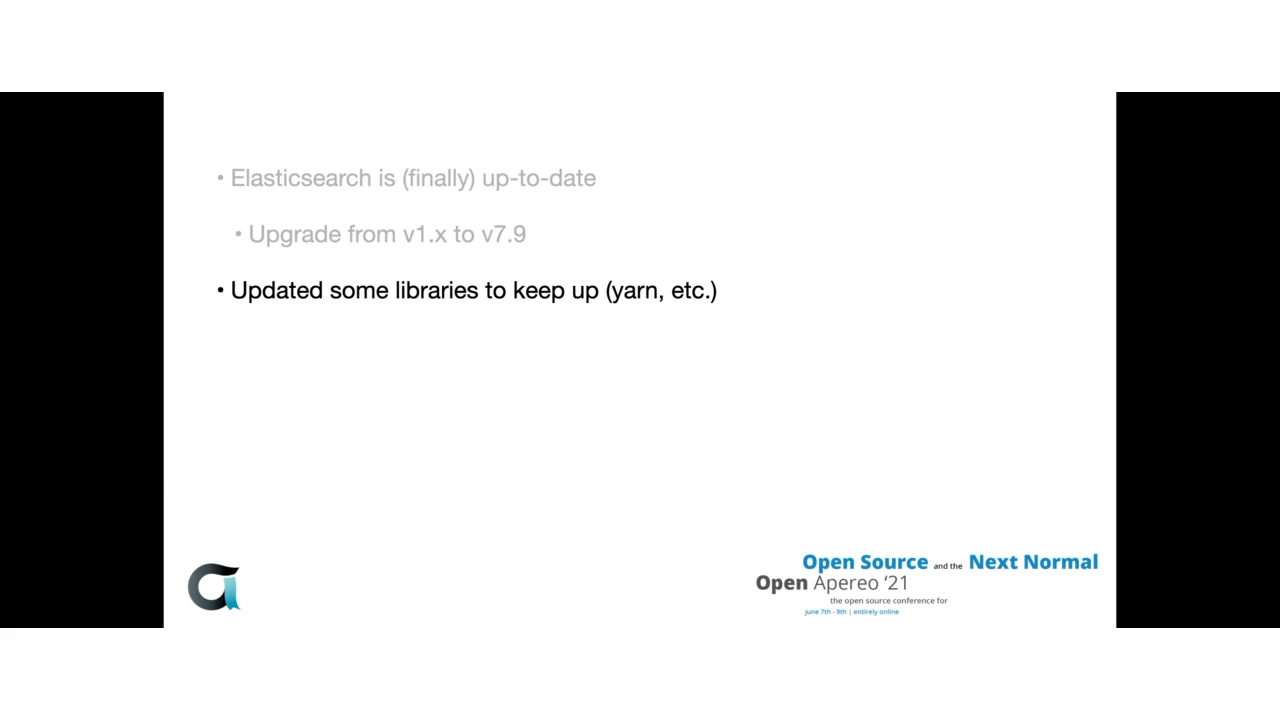 • Elasticsearch is (finally) up-to-date
• Upgrade from v1.x to v7.9
• Updated some libraries to keep up (yarn, etc.)
Open Source and the Next Normal
Open Apereo ‘21
the open source conference for
june 7th - 9th | entirely online